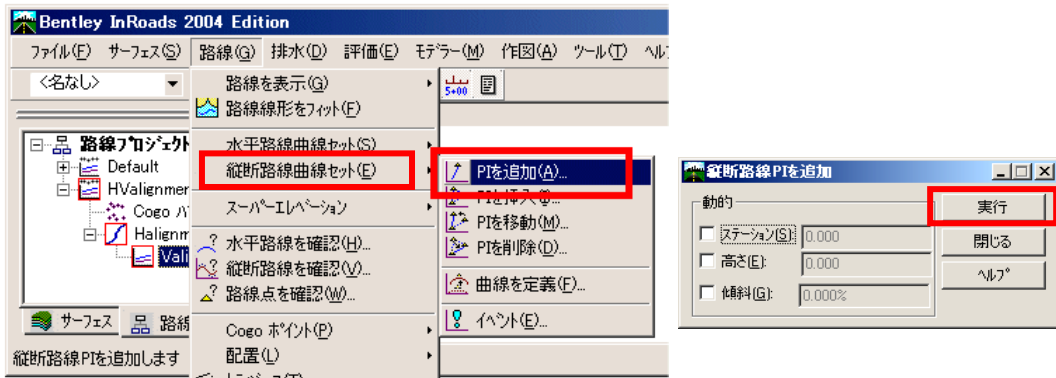 Bentley InRoads 2004 Edition
ファイル(F) サーフェス(S) 路線(G) 排水(D) 評価(E) モデラー(M) 作図(A) ツール(T)
<名なし>
路線を表示(G)
5+00
路線線形をフィット(F)
路線プロジェクト
水平路線曲線セット(S)
Default
縦断路線曲線セット(E)
PIを追加(A)...
HValignmen
PIを挿入(I)...
Cogo
スーパーエレベーション
PIを移動(M)...
Halignm
水平路線を確認(H)...
PIを削除(D)...
Vali
縦断路線を確認(V)...
路線点を確認(W)...
曲線を定義(F)...
サーフェス 路線
Cogo ポイント(P)
イベント(E)...
縦断路線PIを追加します
配置(L)
縦断路線PIを追加
動的
実行
ステーション(S): 0.000
閉じる
高さ(E): 0.000
ヘルプ
傾斜(G): 0.000%